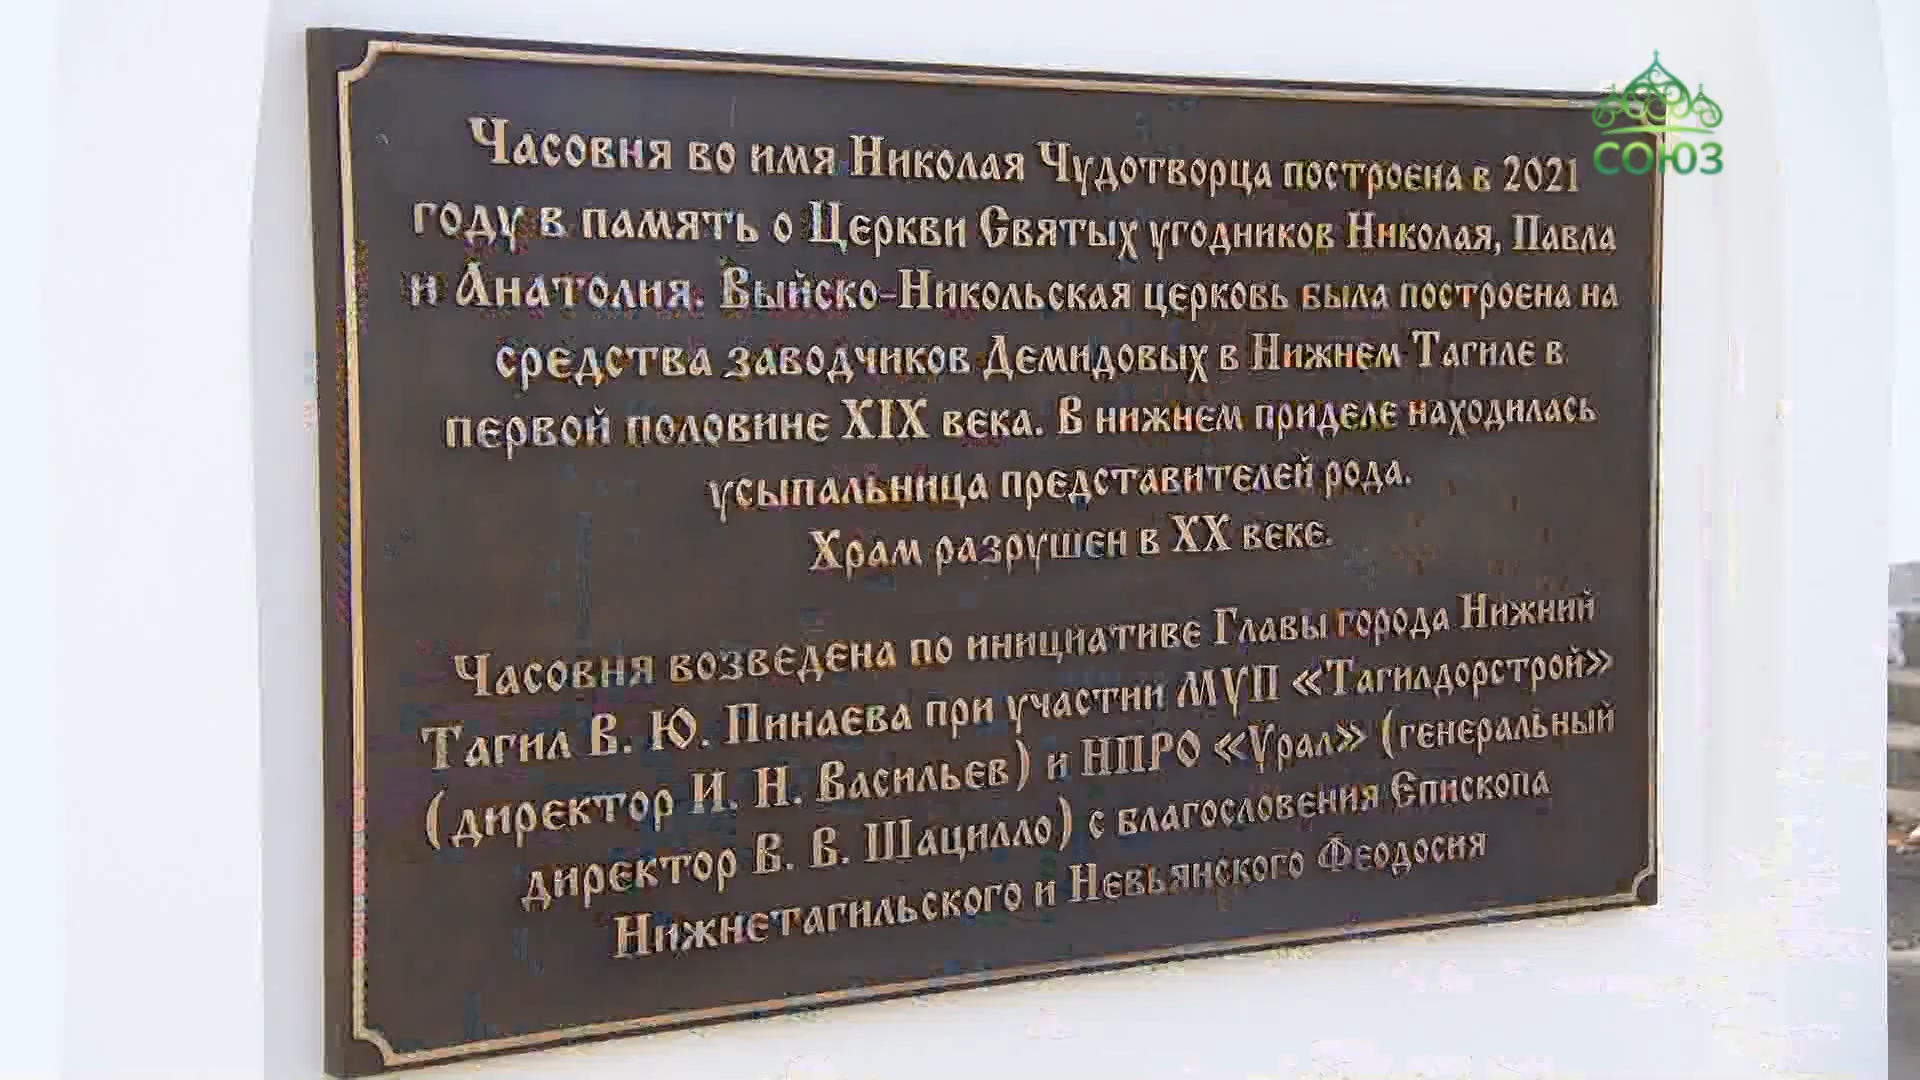 СОЮЗ
Часовня во имя Николая Чудотворца построена в 2021
году в память о Церкви Святых угодников Николая, Павла
и Анатолия. Выйско-Никольская церковь была построена на
средства заводчиков Демидовых в Нижнем Тагиле в
первой половине XIX века. В нижнем приделе находилась
усыпальница представителей рода.
Храм разрушен в XX веке.
Часовня возведена по инициативе Главы города Нижний
Тагил В. Ю. Пинаева при участии МУП «Тагилдорстрой»
(директор И. Н. Васильев) и НПРО «Урал» (генеральный
директор В. В. Шацилло) с благословения Епископа
Нижнетагильского и Невьянского Феодосия